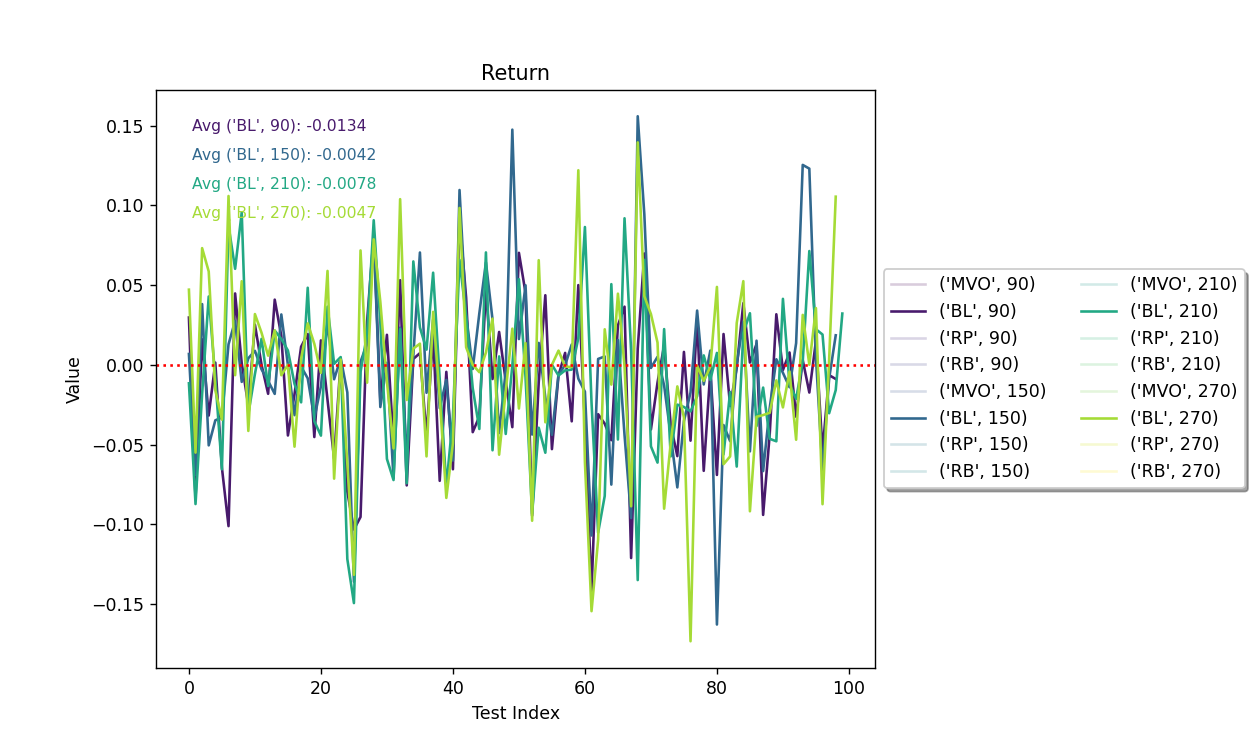 Return
Avg ('BL', 90): -0.0134
Avg ('BL', 150): -0.0042
Avg ('BL', 210): -0.0078
Avg ('BL', 270): -0.0047
0.15
0.10
0.05
0.00
−0.05
−0.10
−0.15
Value
0 20 40 60 80 100
Test Index
('MVO', 90)
('BL', 90)
('RP', 90)
('RB', 90)
('MVO', 150)
('BL', 150)
('RP', 150)
('RB', 150)
('MVO', 210)
('BL', 210)
('RP', 210)
('RB', 210)
('MVO', 270)
('BL', 270)
('RP', 270)
('RB', 270)